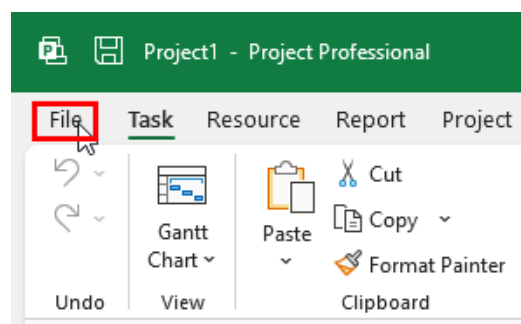 Project1 - Project Professional
File Task Resource Report Project
Cut
Copy
Format Painter
Gantt
Chart
Paste
Undo View Clipboard